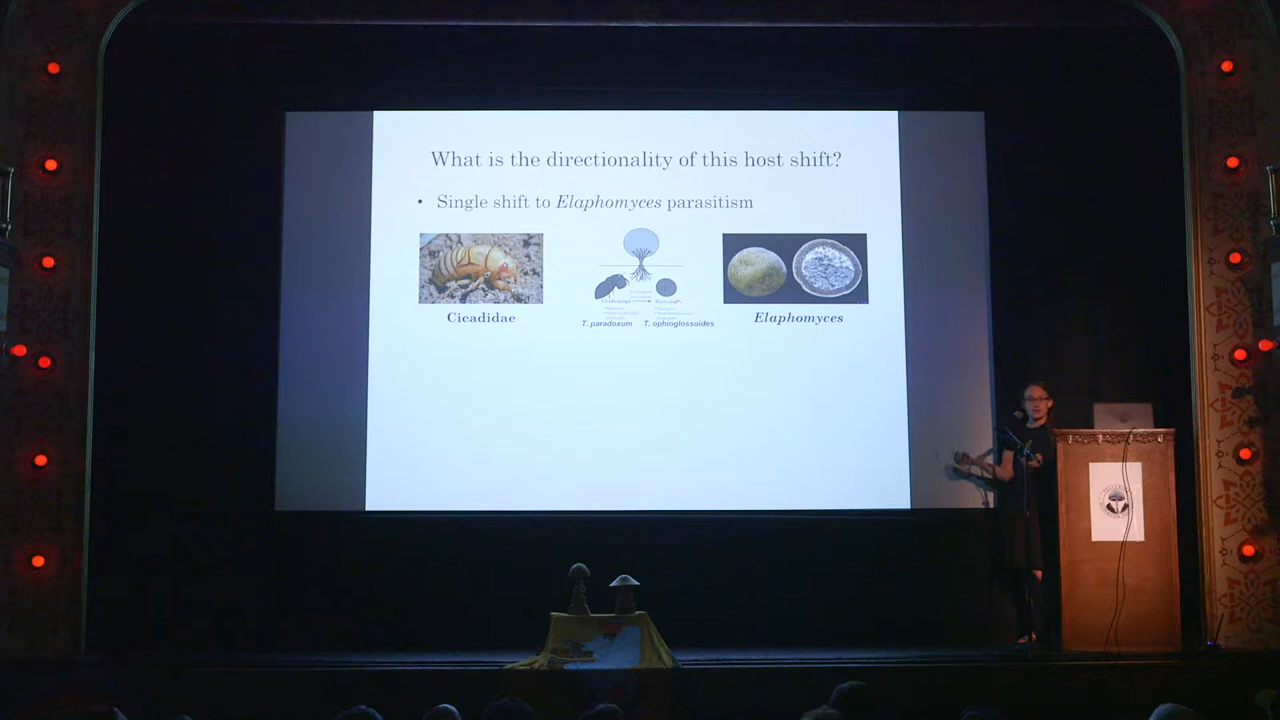 What is the directionality of this host shift?
• Single shift to Elaphomyces parasitism
Cicadidae
T. paradoxum
T. ophioglossoides
Elaphomyces